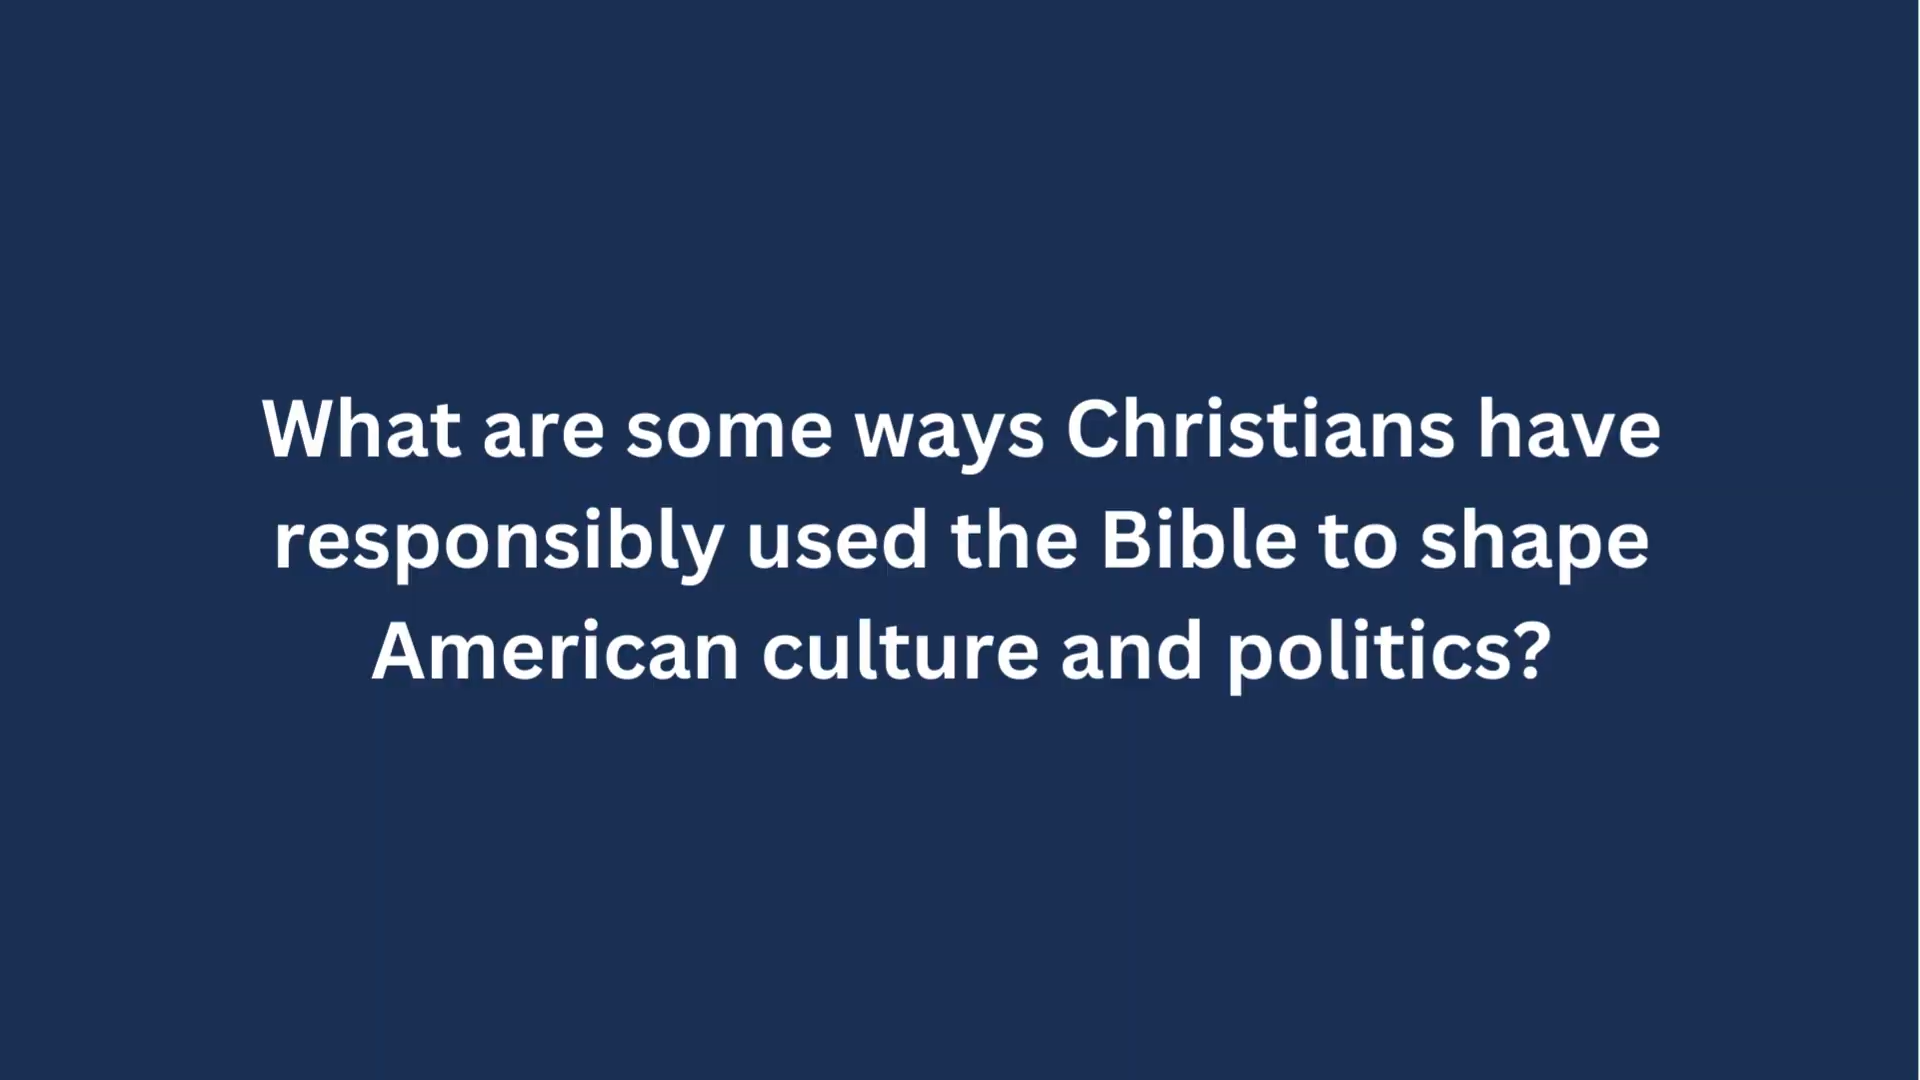 What are some ways Christians have
responsibly used the Bible to shape
American culture and politics?